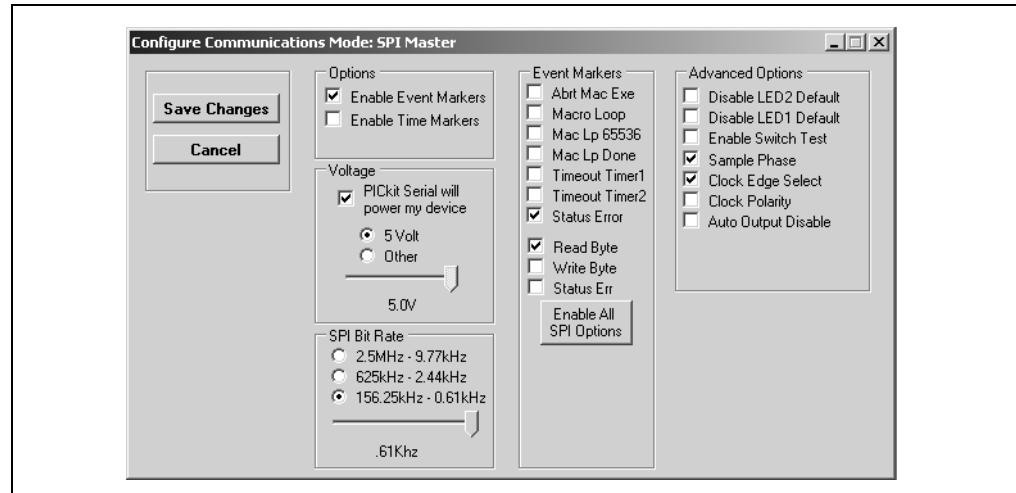 Configure Communications Mode: SPI Master
Save Changes
Cancel
Options
Enable Event Markers
Enable Time Markers
Voltage
PICkit Serial will
power my device
5 Volt
Other
5.0V
SPI Bit Rate
2.5MHz - 9.77kHz
625kHz - 2.44kHz
156.25kHz - 0.61kHz
.61Khz
Event Markers
Abrt Mac Exe
Macro Loop
Mac Lp 65536
Mac Lp Done
Timeout Timer1
Timeout Timer2
Status Error
Read Byte
Write Byte
Status Err
Enable All
SPI Options
Advanced Options
Disable LED2 Default
Disable LED1 Default
Enable Switch Test
Sample Phase
Clock Edge Select
Clock Polarity
Auto Output Disable